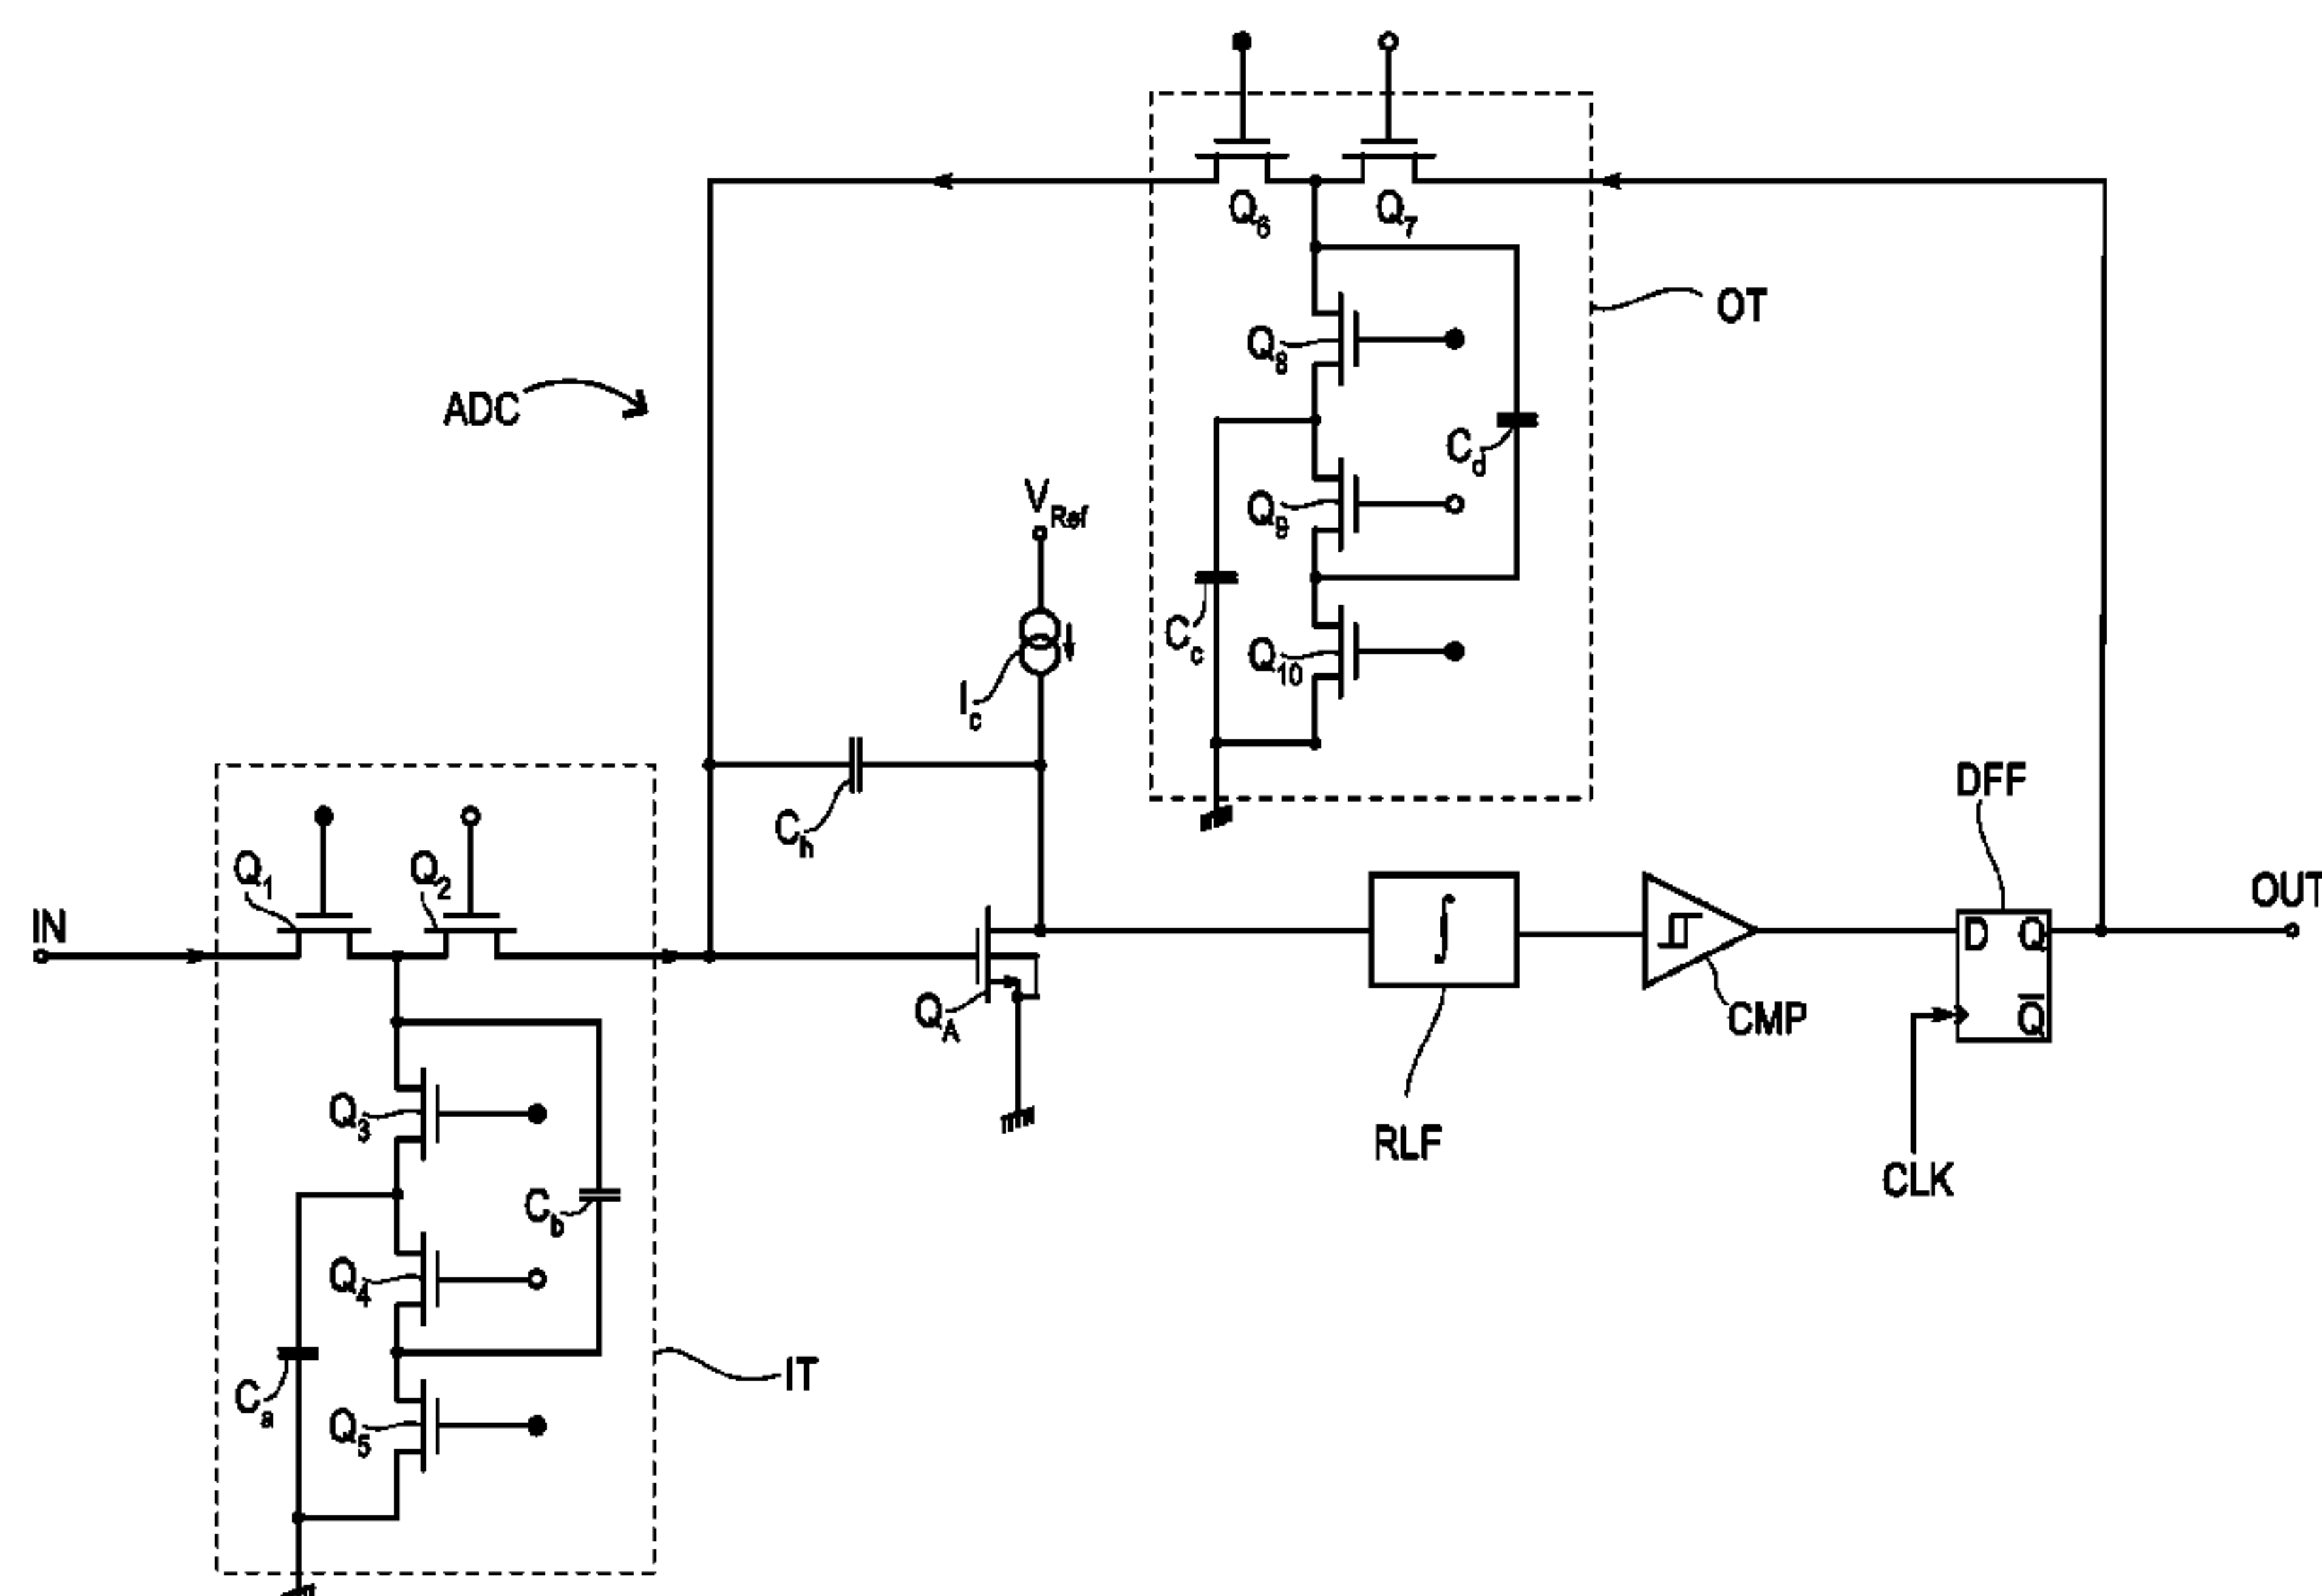 Q6
Q7
OT
Q8
ADC
Cd
VRef
Q9
Cc
Q10
Ic
DFF
Ch
Q1
Q2
IN
OUT
D Q
QA
CMP
Q̅
Q3
RLF
CLK
Cb
Q4
IT
Ca
Q5